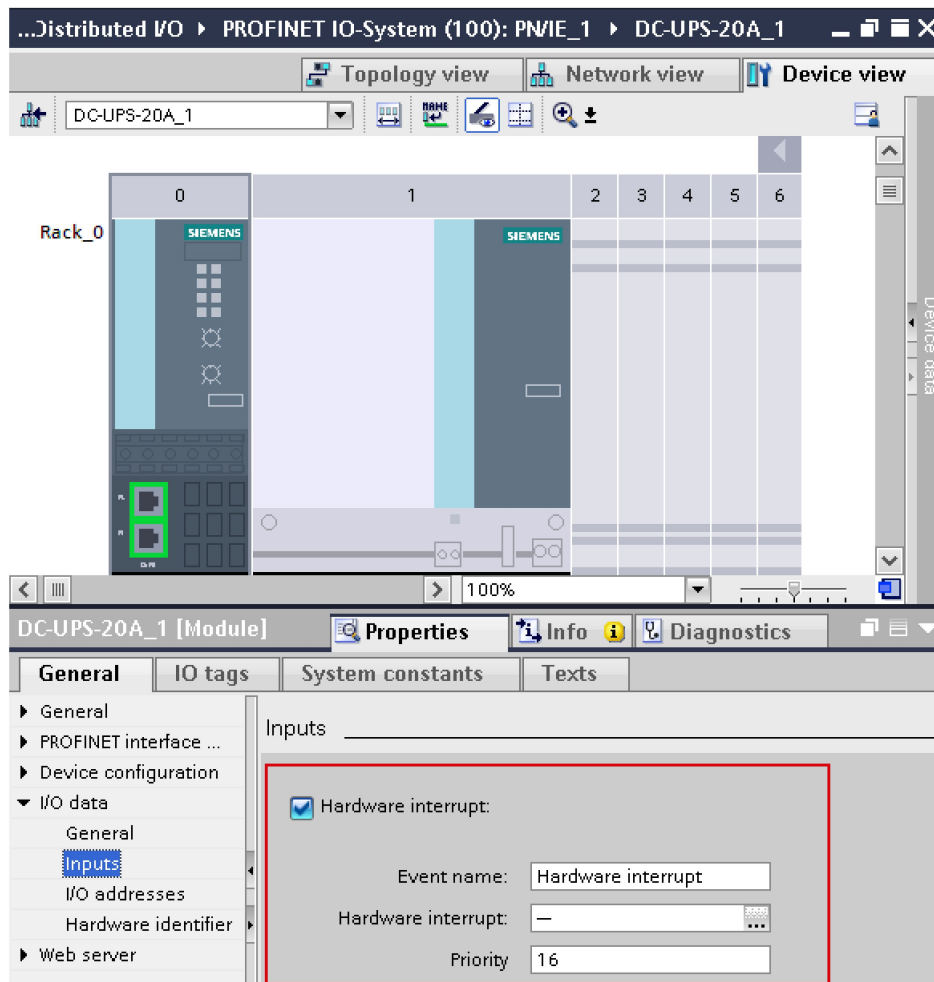 ...Distributed I/O ▸ PROFINET IO-System (100): PN/IE_1 ▸ DC-UPS-20A_1
Topology view Network view Device view
DC-UPS-20A_1
0 1 2 3 4 5 6
Rack_0
SIEMENS SIEMENS
Device data
100%
DC-UPS-20A_1 [Module] Properties Info Diagnostics
General IO tags System constants Texts
General
PROFINET interface ...
Device configuration
I/O data
General
Inputs
I/O addresses
Hardware identifier
Web server
Inputs
Hardware interrupt:
Event name: Hardware interrupt
Hardware interrupt: — ...
Priority 16